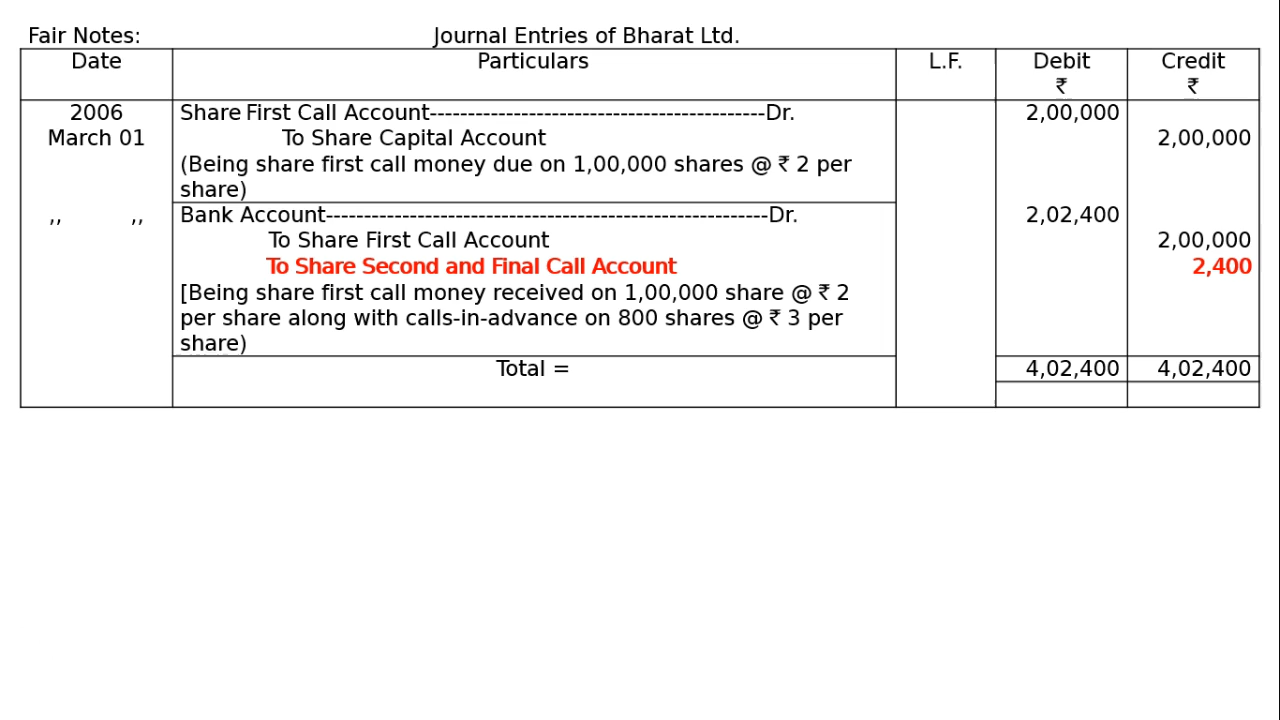 Fair Notes: Journal Entries of Bharat Ltd.
Date Particulars L.F. Debit Credit
₹ ₹
2006 Share First Call Account--------------------------------------------Dr. 2,00,000
March 01 To Share Capital Account 2,00,000
(Being share first call money due on 1,00,000 shares @ ₹ 2 per
share)
,, ,, Bank Account----------------------------------------------------------Dr. 2,02,400
To Share First Call Account 2,00,000
To Share Second and Final Call Account 2,400
[Being share first call money received on 1,00,000 share @ ₹ 2
per share along with calls-in-advance on 800 shares @ ₹ 3 per
share)
Total = 4,02,400 4,02,400